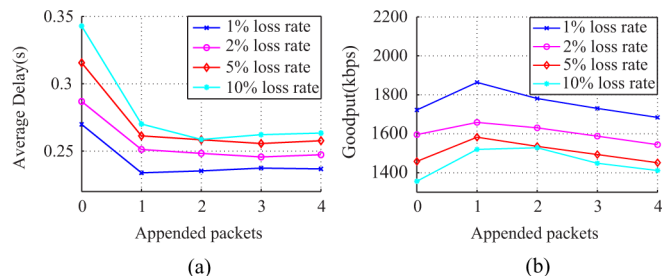 0.35
0.3
0.25
Average Delay(s)
1% loss rate
2% loss rate
5% loss rate
10% loss rate
0 1 2 3 4
Appended packets
(a)
2200
2000
1800
1600
1400
Goodput(kbps)
1% loss rate
2% loss rate
5% loss rate
10% loss rate
0 1 2 3 4
Appended packets
(b)